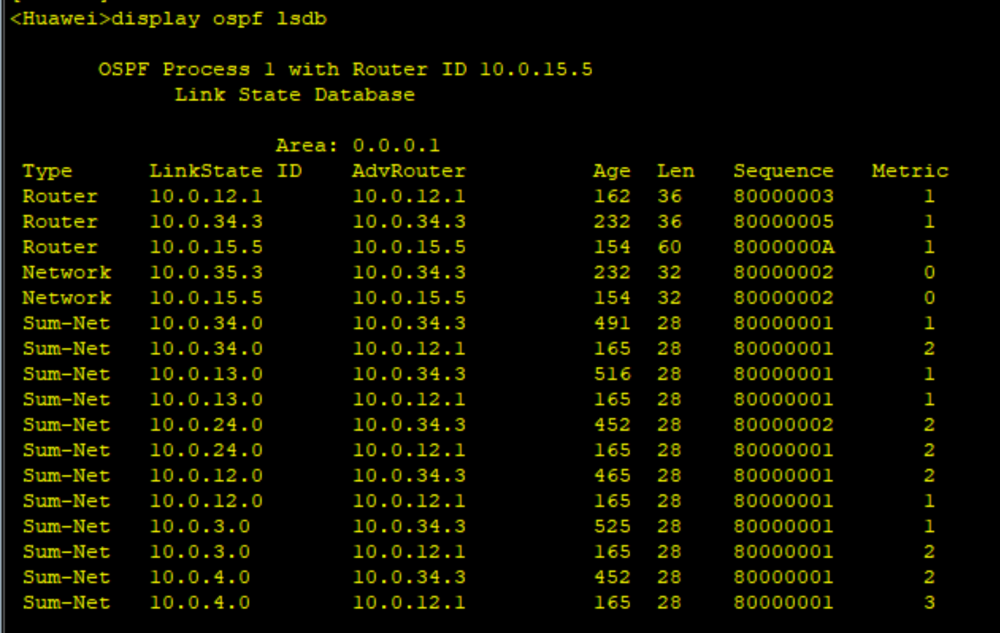 <Huawei>display ospf lsdb
OSPF Process 1 with Router ID 10.0.15.5
Link State Database
Area: 0.0.0.1
Type LinkState ID AdvRouter Age Len Sequence Metric
Router 10.0.12.1 10.0.12.1 162 36 80000003 1
Router 10.0.34.3 10.0.34.3 232 36 80000005 1
Router 10.0.15.5 10.0.15.5 154 60 8000000A 1
Network 10.0.35.3 10.0.34.3 232 32 80000002 0
Network 10.0.15.5 10.0.15.5 154 32 80000002 0
Sum-Net 10.0.34.0 10.0.34.3 491 28 80000001 1
Sum-Net 10.0.34.0 10.0.12.1 165 28 80000001 2
Sum-Net 10.0.13.0 10.0.34.3 516 28 80000001 1
Sum-Net 10.0.13.0 10.0.12.1 165 28 80000001 1
Sum-Net 10.0.24.0 10.0.34.3 452 28 80000002 2
Sum-Net 10.0.24.0 10.0.12.1 165 28 80000001 2
Sum-Net 10.0.12.0 10.0.34.3 465 28 80000001 2
Sum-Net 10.0.12.0 10.0.12.1 165 28 80000001 1
Sum-Net 10.0.3.0 10.0.34.3 525 28 80000001 1
Sum-Net 10.0.3.0 10.0.12.1 165 28 80000001 2
Sum-Net 10.0.4.0 10.0.34.3 452 28 80000001 2
Sum-Net 10.0.4.0 10.0.12.1 165 28 80000001 3